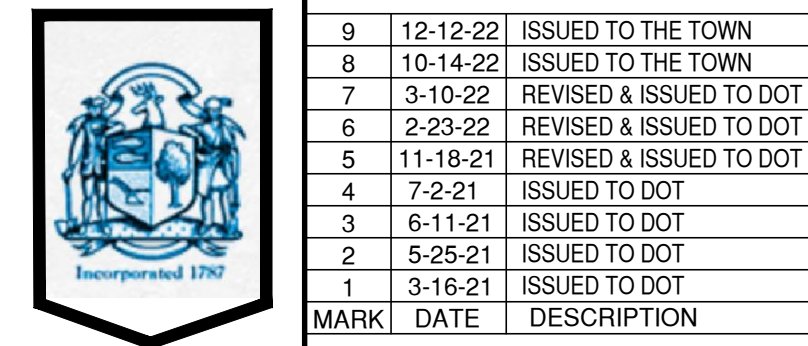 Incorporated 1787
9 12-12-22 ISSUED TO THE TOWN
8 10-14-22 ISSUED TO THE TOWN
7 3-10-22 REVISED & ISSUED TO DOT
6 2-23-22 REVISED & ISSUED TO DOT
5 11-18-21 REVISED & ISSUED TO DOT
4 7-2-21 ISSUED TO DOT
3 6-11-21 ISSUED TO DOT
2 5-25-21 ISSUED TO DOT
1 3-16-21 ISSUED TO DOT
MARK DATE DESCRIPTION